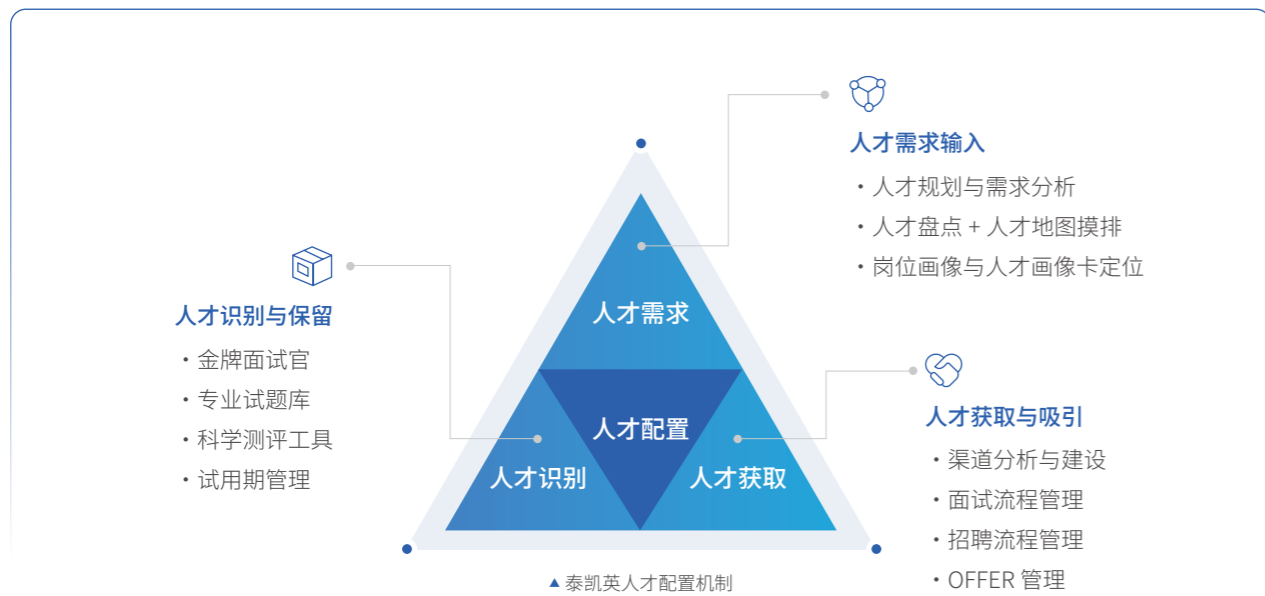 人才需求输入
・人才规划与需求分析
・人才盘点 + 人才地图摸排
・岗位画像与人才画像卡定位
人才识别与保留
・金牌面试官
・专业试题库
・科学测评工具
・试用期管理
人才需求
人才配置
人才识别
人才获取
人才获取与吸引
・渠道分析与建设
・面试流程管理
・招聘流程管理
・OFFER 管理
▲泰凯英人才配置机制